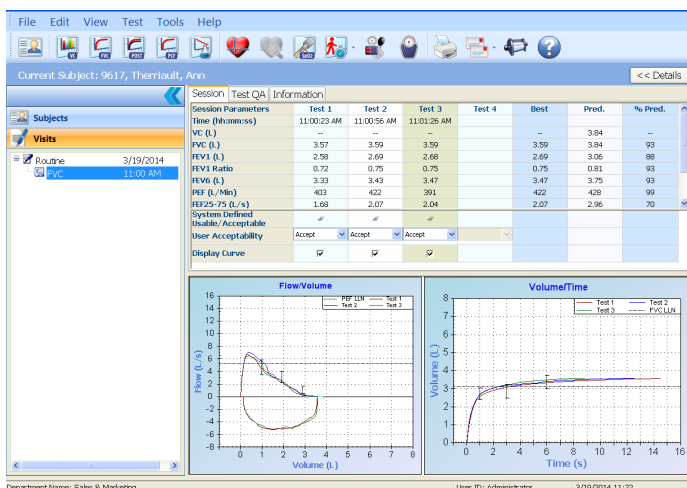 File Edit View Test Tools Help
VC FVC POST PCF SpO2
Current Subject: 9617, Therriault, Ann << Details
Session Test QA Information
Subjects
Visits
Routine 3/19/2014
FVC 11:00 AM
Session Parameters Test 1 Test 2 Test 3 Test 4 Best Pred. % Pred.
Time (hh:mm:ss) 11:00:23 AM 11:00:56 AM 11:01:26 AM
VC (L) -- -- -- -- 3.84 --
FVC (L) 3.57 3.59 3.59 3.59 3.84 93
FEV1 (L) 2.58 2.69 2.68 2.69 3.06 88
FEV1 Ratio 0.72 0.75 0.75 0.75 0.81 93
FEV6 (L) 3.33 3.43 3.47 3.47 3.75 93
PEF (L/Min) 403 422 391 422 428 99
FEF25-75 (L/s) 1.68 2.07 2.04 2.07 2.96 70
System Defined
Usable/Acceptable
User Acceptability Accept Accept Accept
Display Curve
Flow/Volume
PEF LLN Test 1
Test 2 Test 3
16
14
12
10
8
6
4
2
0
-2
-4
-6
-8
Flow (L/s)
0 1 2 3 4 5 6 7 8
Volume (L)
Volume/Time
Test 1 Test 2
Test 3 FVC LLN
8
7
6
5
4
3
2
1
0
Volume (L)
0 2 4 6 8 10 12 14 16
Time (s)
Department Name: Sales & Marketing User ID: Administrator 3/19/2014 11:22